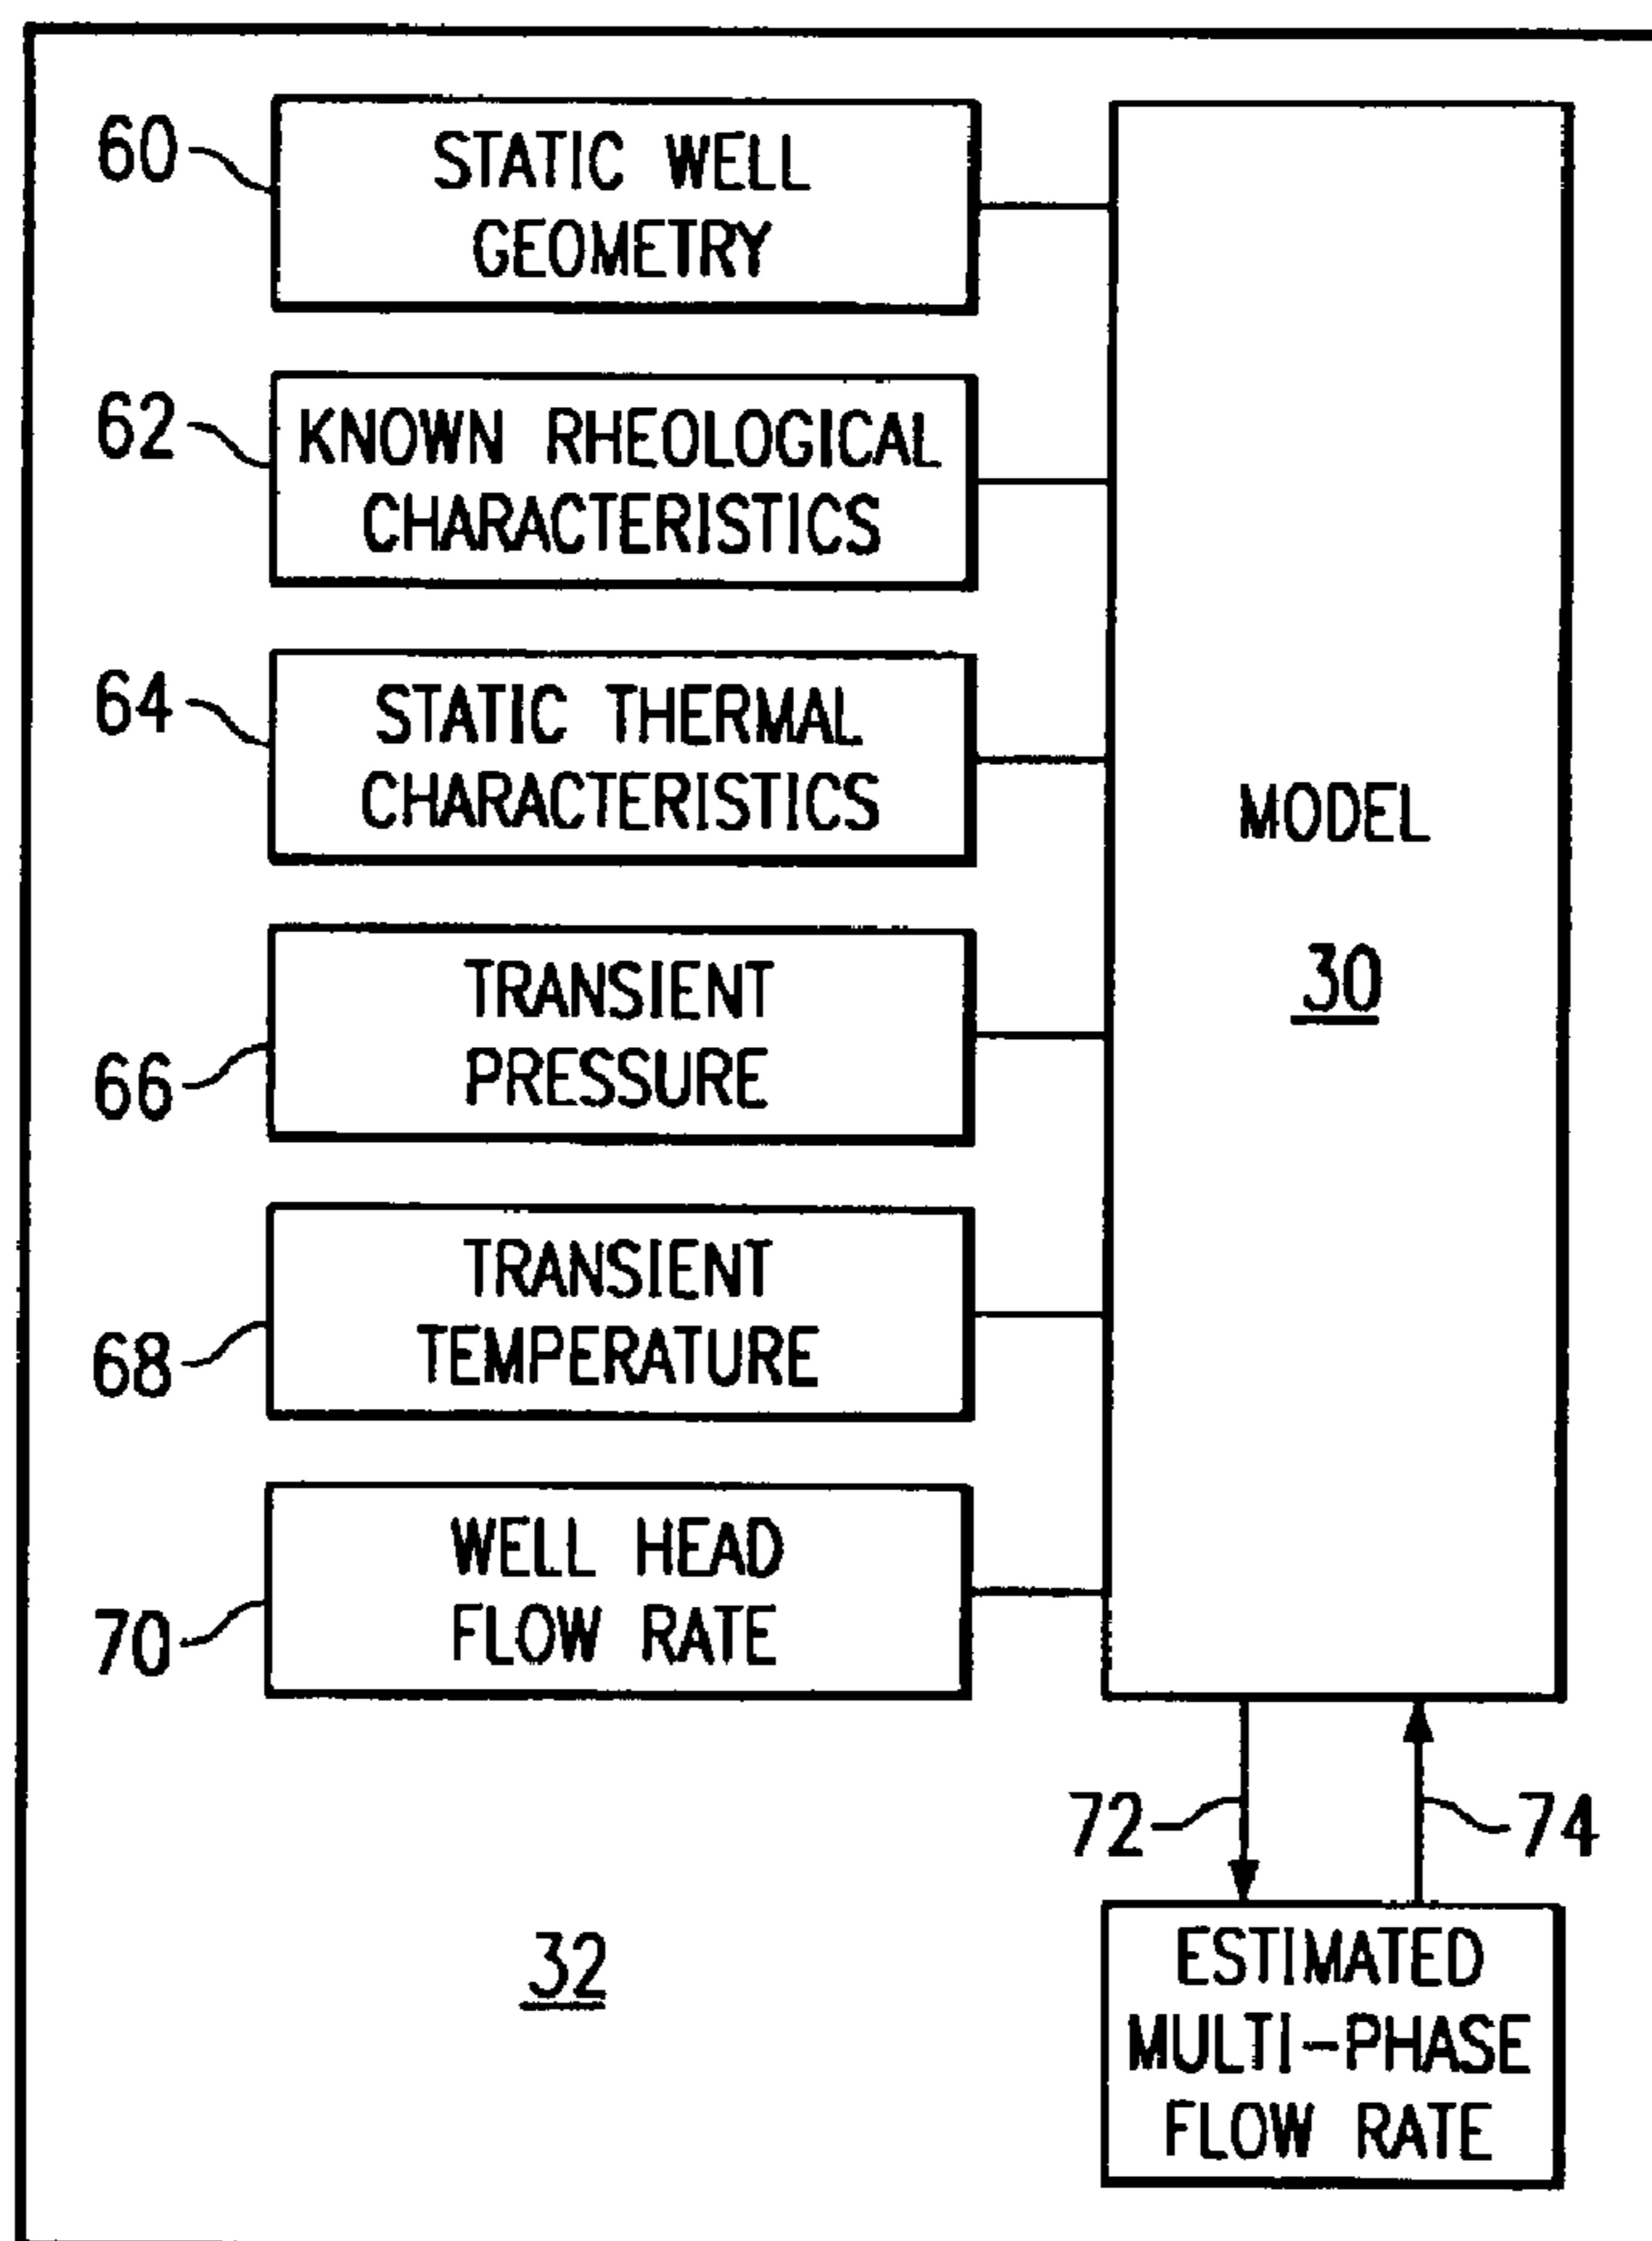 60
STATIC WELL
GEOMETRY
62
KNOWN RHEOLOGICAL
CHARACTERISTICS
64
STATIC THERMAL
CHARACTERISTICS
66
TRANSIENT
PRESSURE
68
TRANSIENT
TEMPERATURE
70
WELL HEAD
FLOW RATE
MODEL
30
72
74
32
ESTIMATED
MULTI-PHASE
FLOW RATE